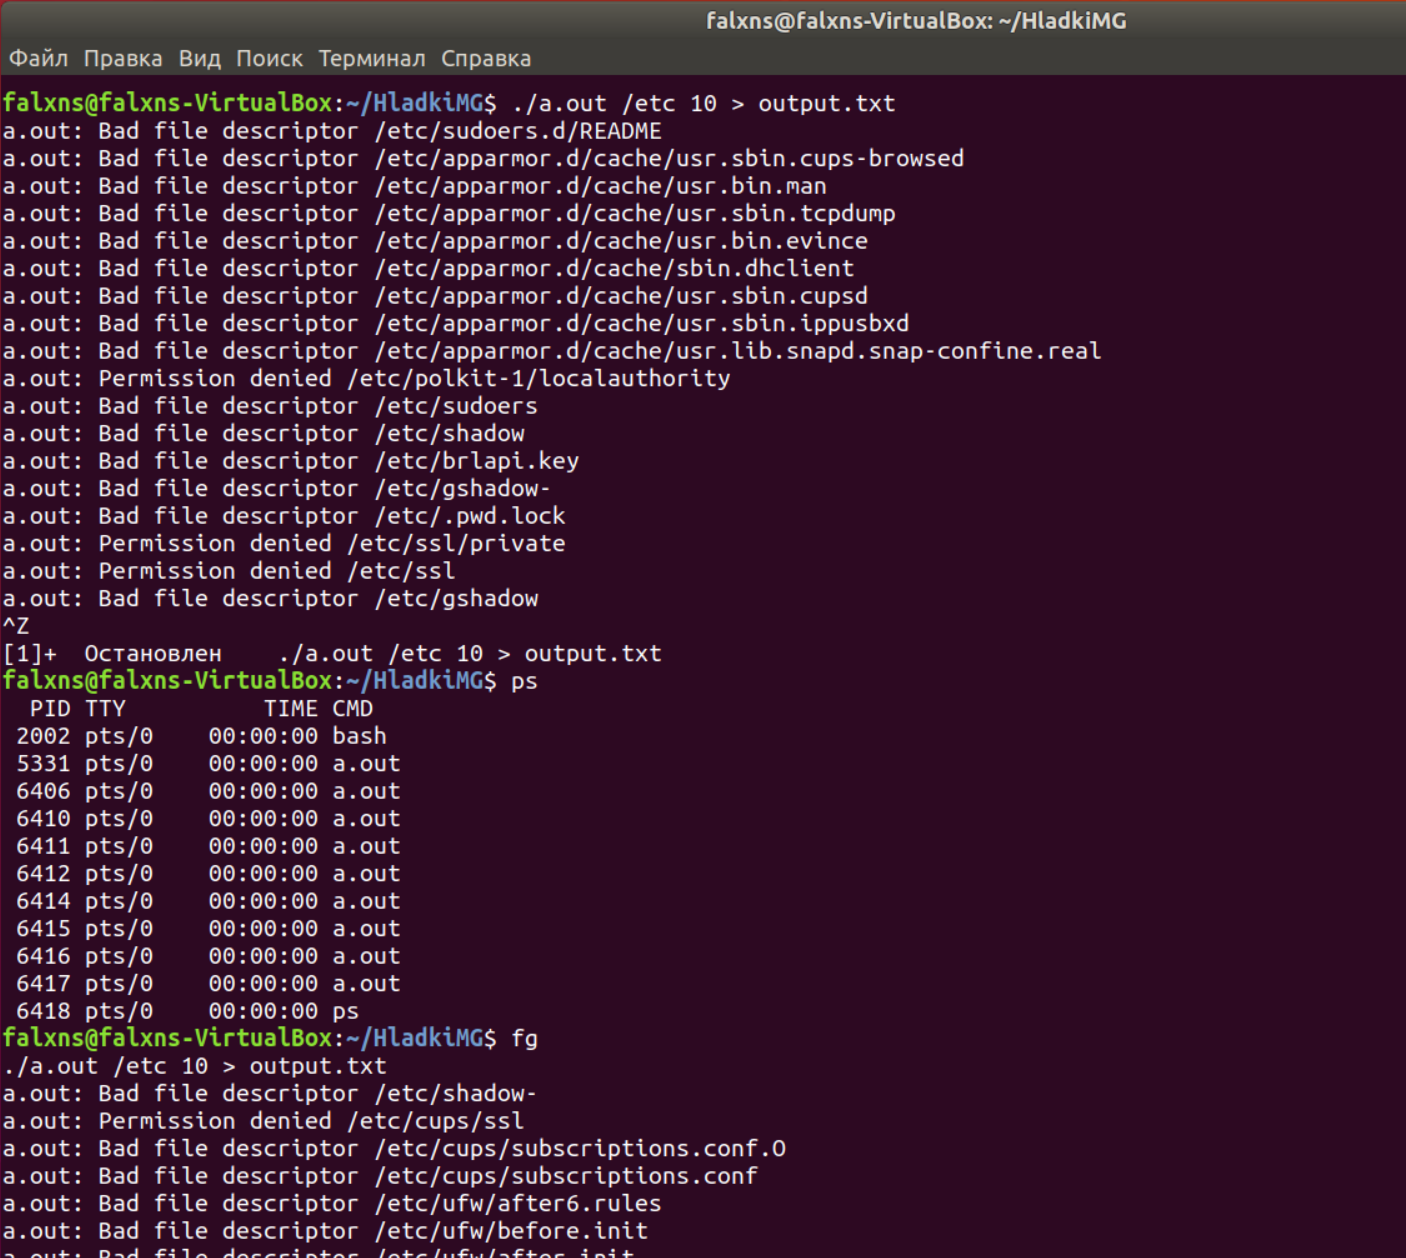 falxns@falxns-VirtualBox: ~/HladkiMG
Файл Правка Вид Поиск Терминал Справка
falxns@falxns-VirtualBox:~/HladkiMG$ ./a.out /etc 10 > output.txt
a.out: Bad file descriptor /etc/sudoers.d/README
a.out: Bad file descriptor /etc/apparmor.d/cache/usr.sbin.cups-browsed
a.out: Bad file descriptor /etc/apparmor.d/cache/usr.bin.man
a.out: Bad file descriptor /etc/apparmor.d/cache/usr.sbin.tcpdump
a.out: Bad file descriptor /etc/apparmor.d/cache/usr.bin.evince
a.out: Bad file descriptor /etc/apparmor.d/cache/sbin.dhclient
a.out: Bad file descriptor /etc/apparmor.d/cache/usr.sbin.cupsd
a.out: Bad file descriptor /etc/apparmor.d/cache/usr.sbin.ippusbxd
a.out: Bad file descriptor /etc/apparmor.d/cache/usr.lib.snapd.snap-confine.real
a.out: Permission denied /etc/polkit-1/localauthority
a.out: Bad file descriptor /etc/sudoers
a.out: Bad file descriptor /etc/shadow
a.out: Bad file descriptor /etc/brlapi.key
a.out: Bad file descriptor /etc/gshadow-
a.out: Bad file descriptor /etc/.pwd.lock
a.out: Permission denied /etc/ssl/private
a.out: Permission denied /etc/ssl
a.out: Bad file descriptor /etc/gshadow
^Z
[1]+  Остановлен    ./a.out /etc 10 > output.txt
falxns@falxns-VirtualBox:~/HladkiMG$ ps
  PID TTY          TIME CMD
 2002 pts/0    00:00:00 bash
 5331 pts/0    00:00:00 a.out
 6406 pts/0    00:00:00 a.out
 6410 pts/0    00:00:00 a.out
 6411 pts/0    00:00:00 a.out
 6412 pts/0    00:00:00 a.out
 6414 pts/0    00:00:00 a.out
 6415 pts/0    00:00:00 a.out
 6416 pts/0    00:00:00 a.out
 6417 pts/0    00:00:00 a.out
 6418 pts/0    00:00:00 ps
falxns@falxns-VirtualBox:~/HladkiMG$ fg
./a.out /etc 10 > output.txt
a.out: Bad file descriptor /etc/shadow-
a.out: Permission denied /etc/cups/ssl
a.out: Bad file descriptor /etc/cups/subscriptions.conf.O
a.out: Bad file descriptor /etc/cups/subscriptions.conf
a.out: Bad file descriptor /etc/ufw/after6.rules
a.out: Bad file descriptor /etc/ufw/before.init
a.out: Bad file descriptor /etc/ufw/after.init